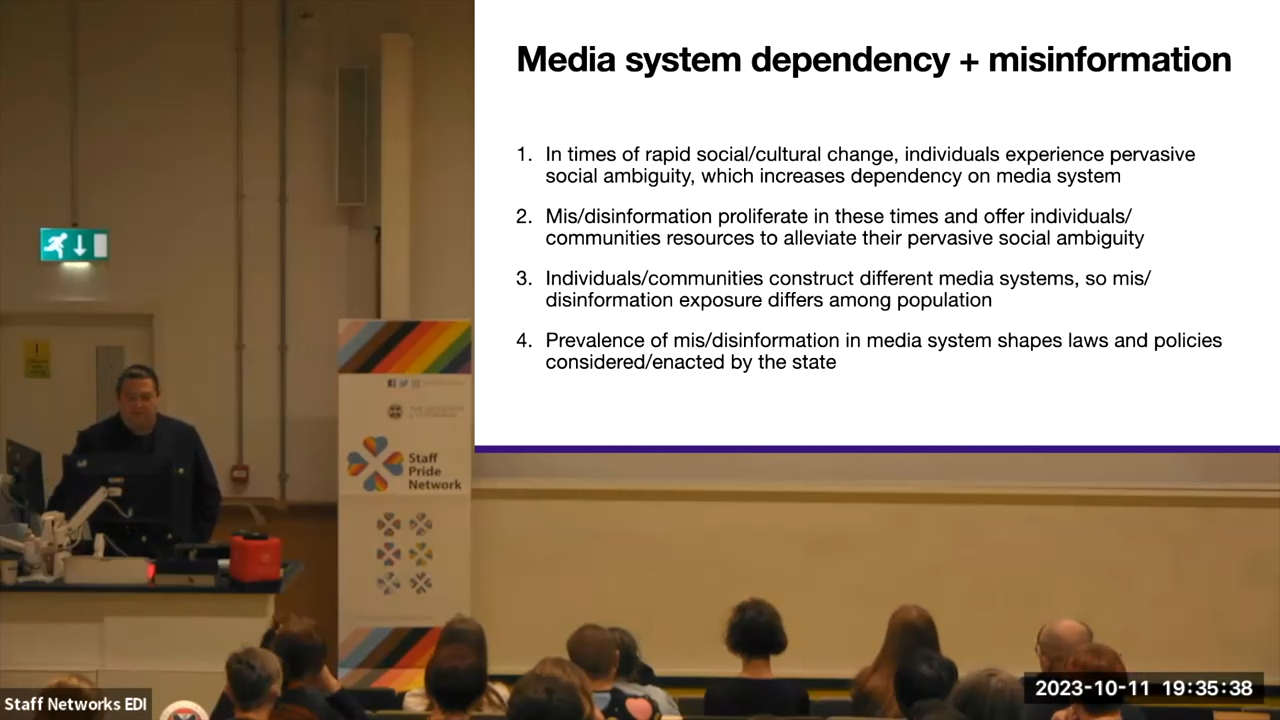 Media system dependency + misinformation
1. In times of rapid social/cultural change, individuals experience pervasive
social ambiguity, which increases dependency on media system
2. Mis/disinformation proliferate in these times and offer individuals/
communities resources to alleviate their pervasive social ambiguity
3. Individuals/communities construct different media systems, so mis/
disinformation exposure differs among population
4. Prevalence of mis/disinformation in media system shapes laws and policies
considered/enacted by the state
Staff
Pride
Network
Staff Networks EDI
2023-10-11 19:35:38